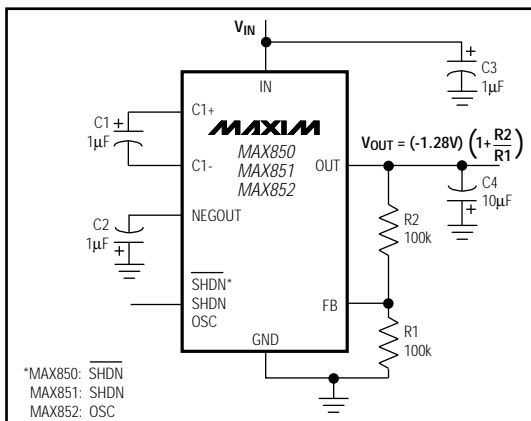 VIN
C3
1µF
IN
C1+
C1
1µF
MAXIM
VOUT = (-1.28V) (1+R2/R1)
C1-
MAX850
MAX851
MAX852
OUT
C4
10µF
NEGOUT
C2
1µF
R2
100k
SHDN*
SHDN
OSC
FB
GND
R1
100k
*MAX850: SHDN
MAX851: SHDN
MAX852: OSC